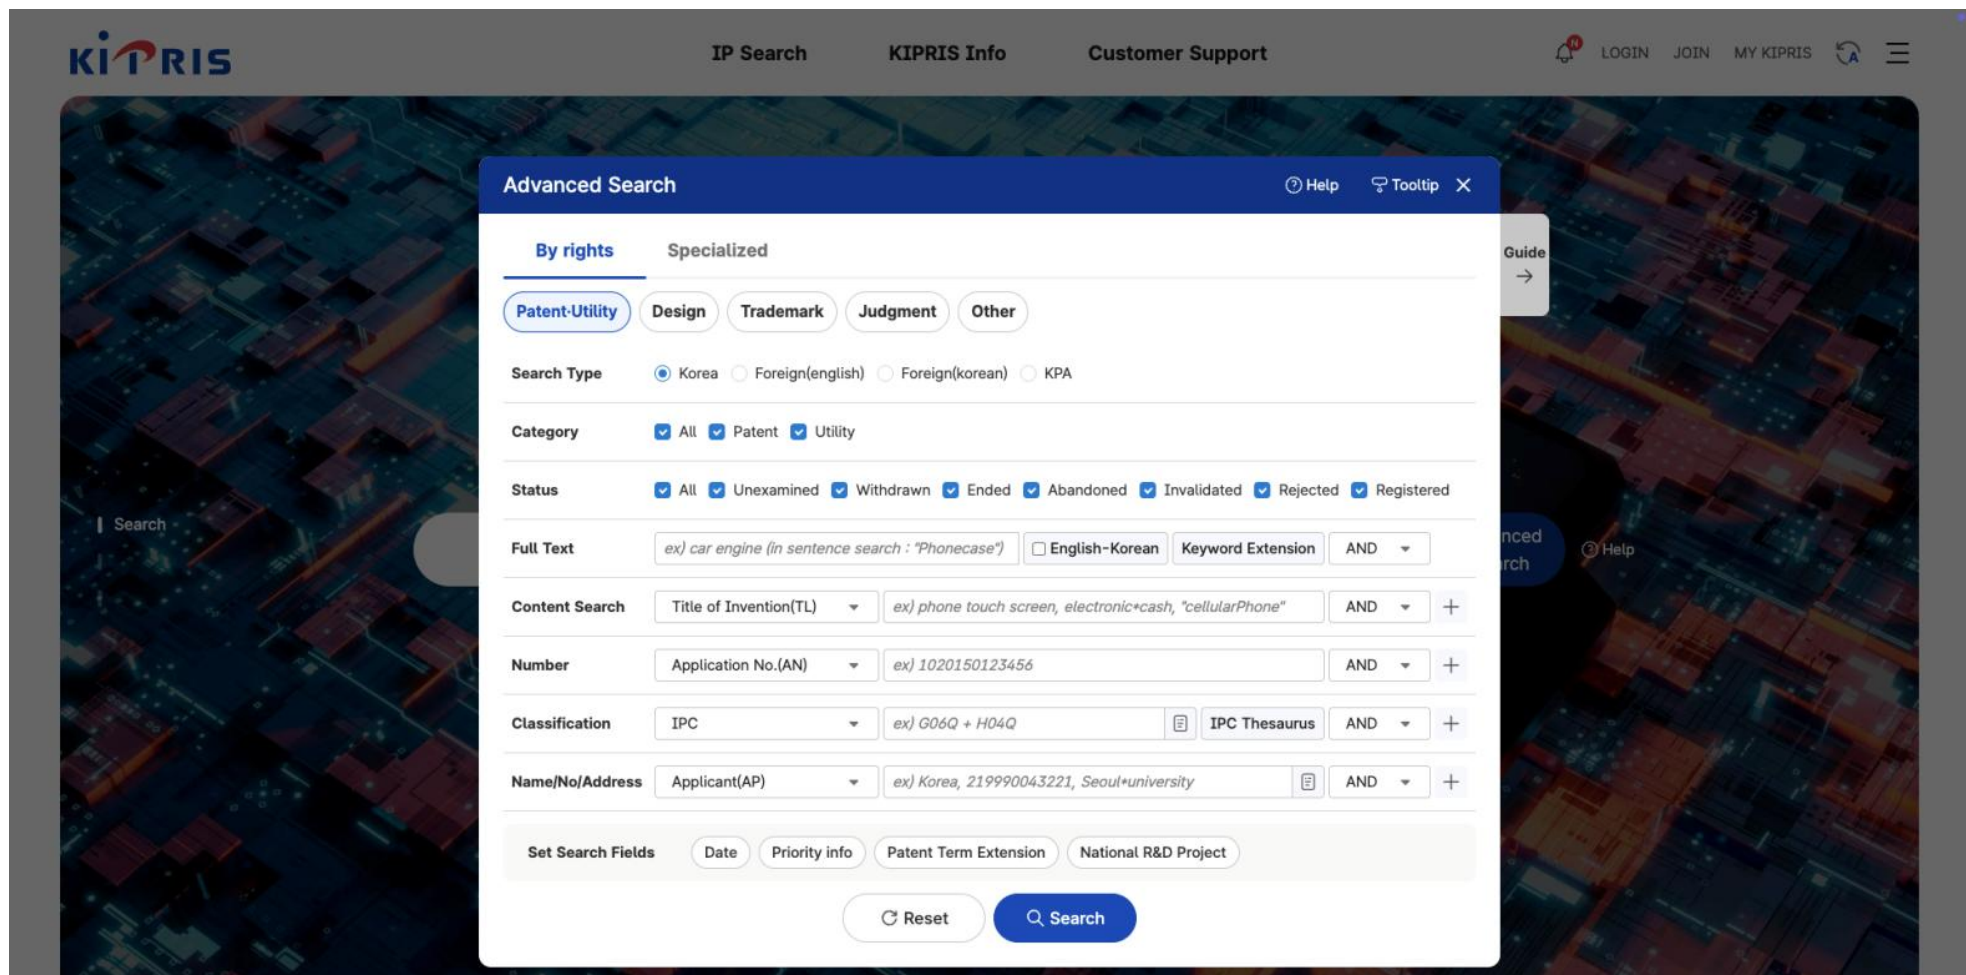 KIPRIS
IP Search KIPRIS Info Customer Support
N LOGIN JOIN MY KIPRIS A
Advanced Search
Help Tooltip
By rights Specialized
Guide
Patent·Utility Design Trademark Judgment Other
Search Type Korea Foreign(english) Foreign(korean) KPA
Category All Patent Utility
Status All Unexamined Withdrawn Ended Abandoned Invalidated Rejected Registered
Search
Full Text ex) car engine (in sentence search : "Phonecase") English-Korean Keyword Extension AND
nced
rch
Help
Content Search Title of Invention(TL) ex) phone touch screen, electronic*cash, "cellularPhone" AND
Number Application No.(AN) ex) 1020150123456 AND
Classification IPC ex) G06Q + H04Q IPC Thesaurus AND
Name/No/Address Applicant(AP) ex) Korea, 219990043221, Seoul*university AND
Set Search Fields Date Priority info Patent Term Extension National R&D Project
Reset Search